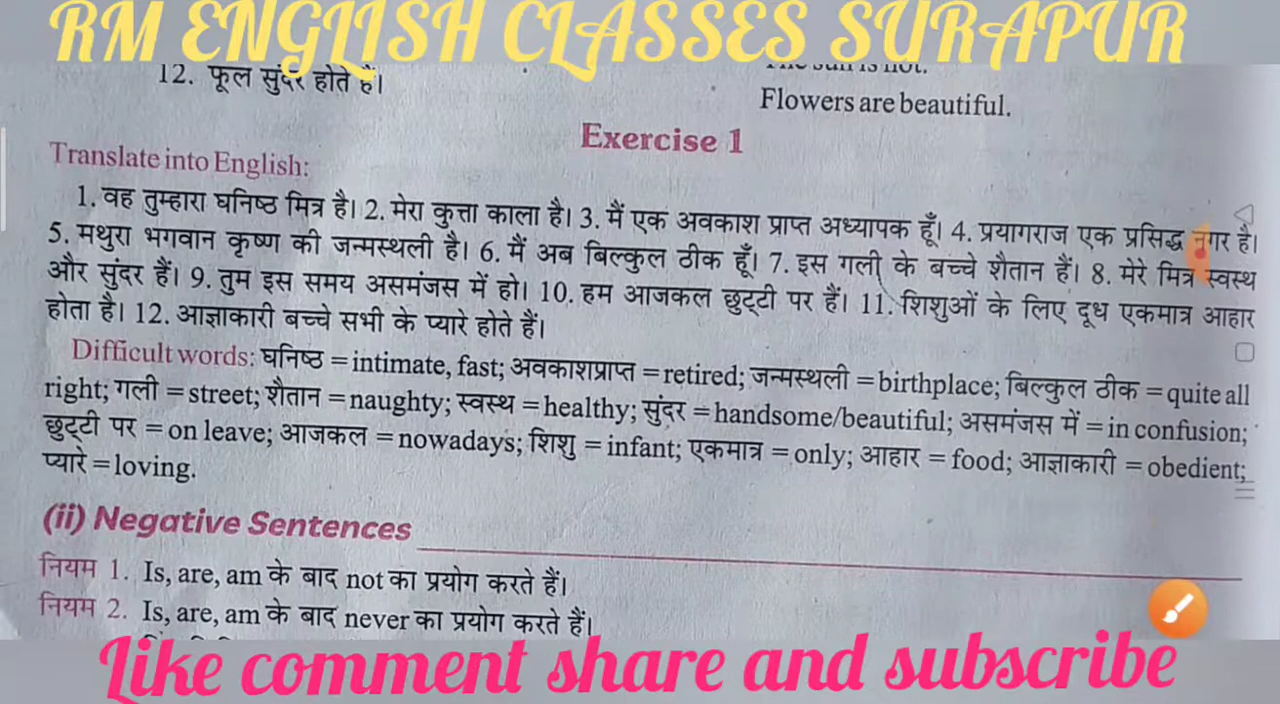 RM ENGLISH CLASSES SURAPUR
12. फूल सुंदर होते हैं।
Flowers are beautiful.
Exercise 1
Translate into English:
1. वह तुम्हारा घनिष्ठ मित्र है। 2. मेरा कुत्ता काला है। 3. मैं एक अवकाश प्राप्त अध्यापक हूँ। 4. प्रयागराज एक प्रसिद्ध नगर है।
5. मथुरा भगवान कृष्ण की जन्मस्थली है। 6. मैं अब बिल्कुल ठीक हूँ। 7. इस गली के बच्चे शैतान हैं। 8. मेरे मित्र स्वस्थ
और सुंदर हैं। 9. तुम इस समय असमंजस में हो। 10. हम आजकल छुट्टी पर हैं। 11. शिशुओं के लिए दूध एकमात्र आहार
होता है। 12. आज्ञाकारी बच्चे सभी के प्यारे होते हैं।
Difficult words: घनिष्ठ = intimate, fast; अवकाशप्राप्त = retired; जन्मस्थली = birthplace; बिल्कुल ठीक = quite all
right; गली = street; शैतान = naughty; स्वस्थ = healthy; सुंदर = handsome/beautiful; असमंजस में = in confusion;
छुट्टी पर = on leave; आजकल = nowadays; शिशु = infant; एकमात्र = only; आहार = food; आज्ञाकारी = obedient;
प्यारे = loving.
(ii) Negative Sentences
नियम 1. Is, are, am के बाद not का प्रयोग करते हैं।
नियम 2. Is, are, am के बाद never का प्रयोग करते हैं।
Like comment share and subscribe